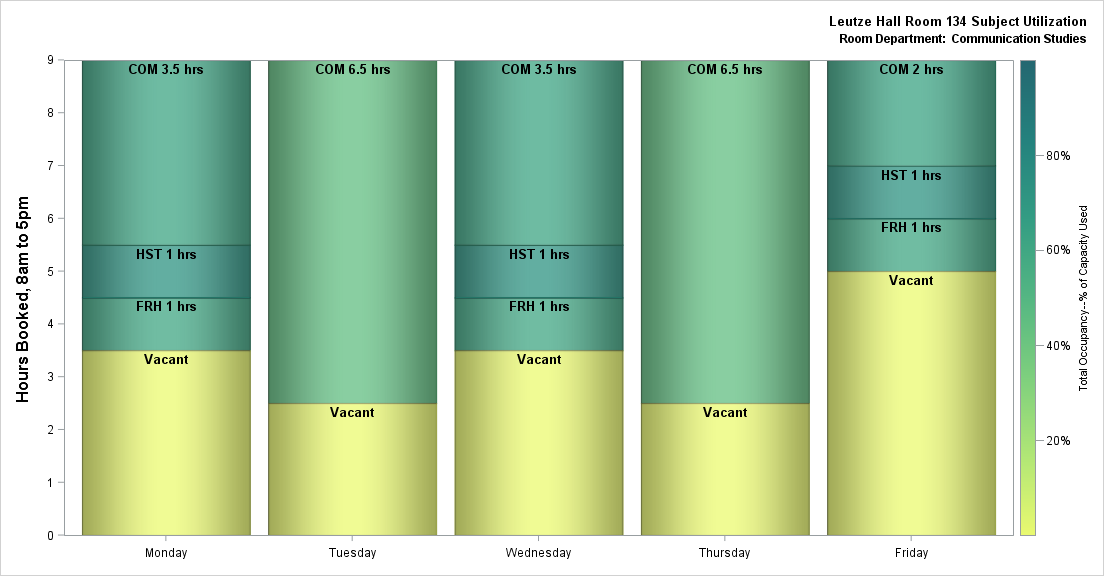 Leutze Hall Room 134 Subject Utilization
Room Department: Communication Studies
Hours Booked, 8am to 5pm
9
8
7
6
5
4
3
2
1
0
COM 3.5 hrs
HST 1 hrs
FRH 1 hrs
Vacant
COM 6.5 hrs
Vacant
COM 3.5 hrs
HST 1 hrs
FRH 1 hrs
Vacant
COM 6.5 hrs
Vacant
COM 2 hrs
HST 1 hrs
FRH 1 hrs
Vacant
Monday
Tuesday
Wednesday
Thursday
Friday
80%
60%
40%
20%
Total Occupancy--% of Capacity Used